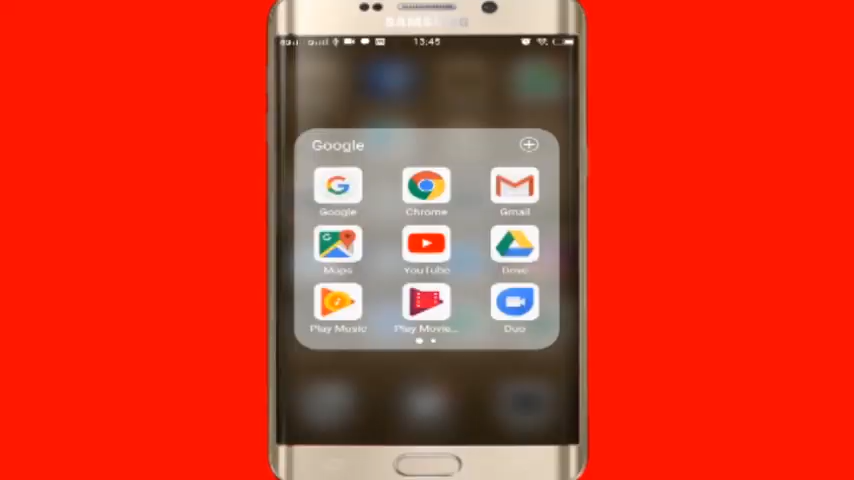 SAMSUNG
13:45
Google
Google Chrome Gmail
Maps YouTube Drive
Play Music Play Movie... Duo